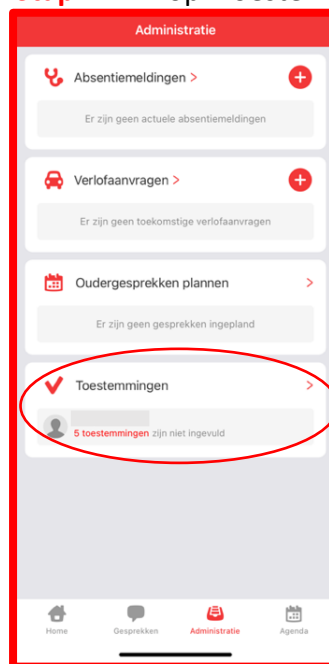 Administratie
Absentiemeldingen >
Er zijn geen actuele absentiemeldingen
Verlofaanvragen >
Er zijn geen toekomstige verlofaanvragen
Oudergesprekken plannen >
Er zijn geen gesprekken ingepland
Toestemmingen >
5 toestemmingen zijn niet ingevuld
Home Gesprekken Administratie Agenda